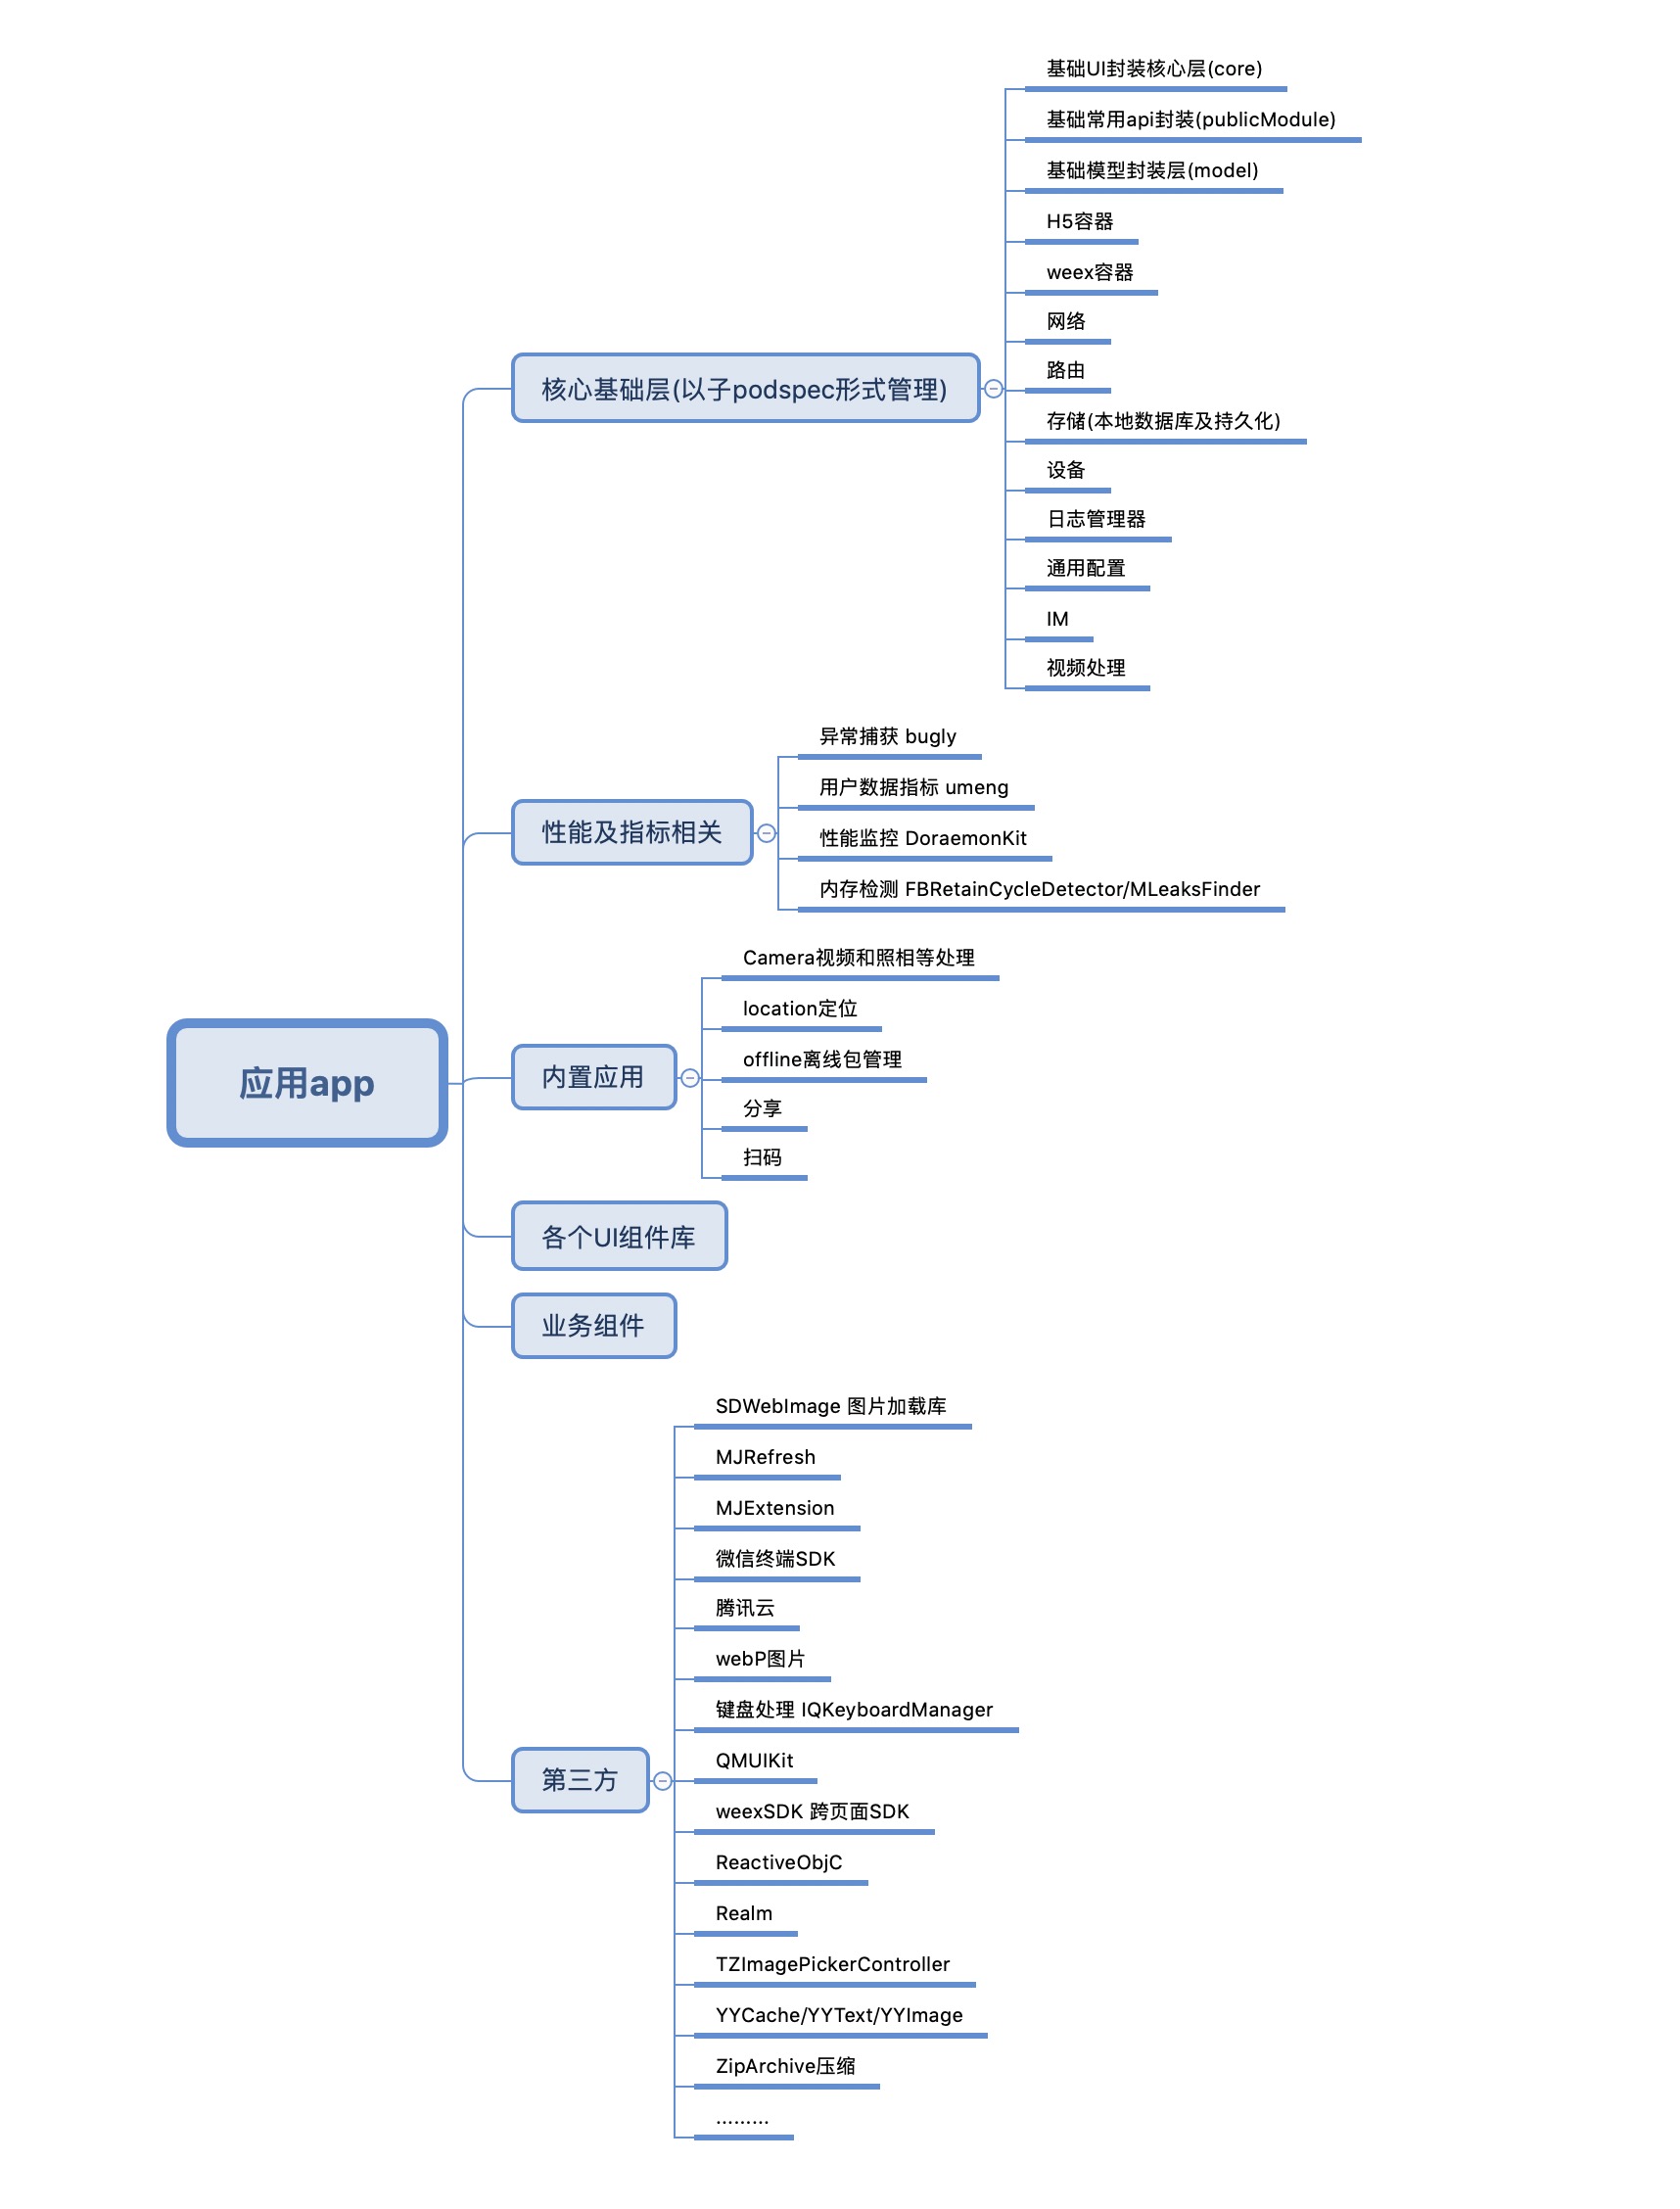 基础UI封装核心层(core)
基础常用api封装(publicModule)
基础模型封装层(model)
H5容器
weex容器
网络
路由
核心基础层(以子podspec形式管理)
存储(本地数据库及持久化)
设备
日志管理器
通用配置
IM
视频处理
异常捕获 bugly
用户数据指标 umeng
性能及指标相关
性能监控 DoraemonKit
内存检测 FBRetainCycleDetector/MLeaksFinder
Camera视频和照相等处理
location定位
offline离线包管理
应用app
内置应用
分享
扫码
各个UI组件库
业务组件
SDWebImage 图片加载库
MJRefresh
MJExtension
微信终端SDK
腾讯云
webP图片
键盘处理 IQKeyboardManager
QMUIKit
第三方
weexSDK 跨页面SDK
ReactiveObjC
Realm
TZImagePickerController
YYCache/YYText/YYImage
ZipArchive压缩
………